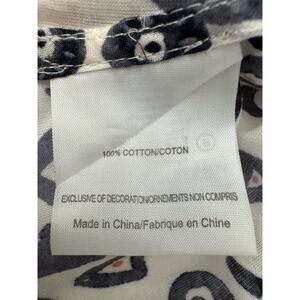 100% COTTON/COTON
EXCLUSIVE OF DECORATION/ORNEMENTS NON COMPRIS
Made in China/Fabrique en Chine